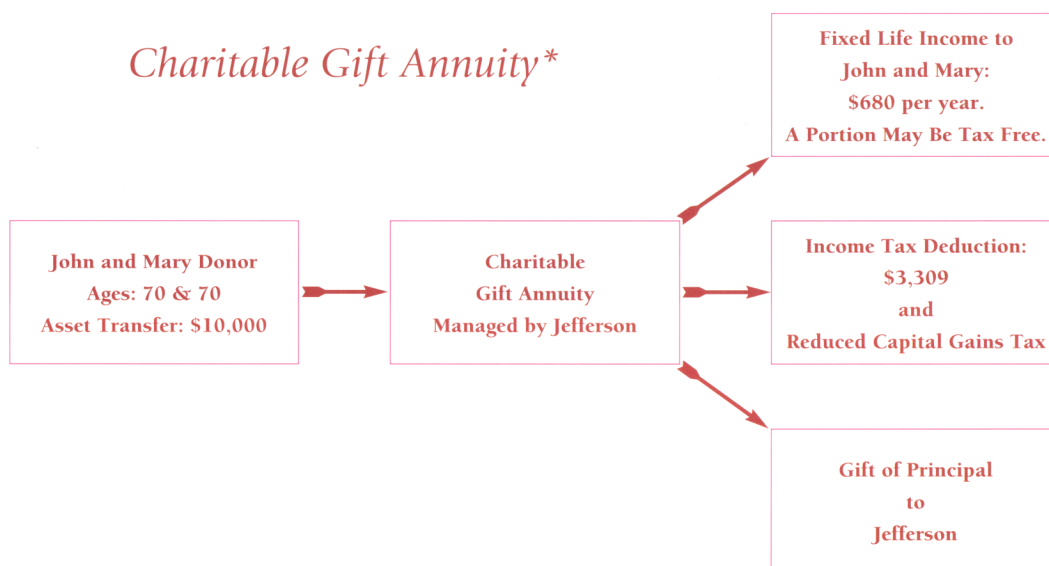 Charitable Gift Annuity*
John and Mary Donor
Ages: 70 & 70
Asset Transfer: $10,000
Charitable
Gift Annuity
Managed by Jefferson
Fixed Life Income to
John and Mary:
$680 per year.
A Portion May Be Tax Free.
Income Tax Deduction:
$3,309
and
Reduced Capital Gains Tax
Gift of Principal
to
Jefferson